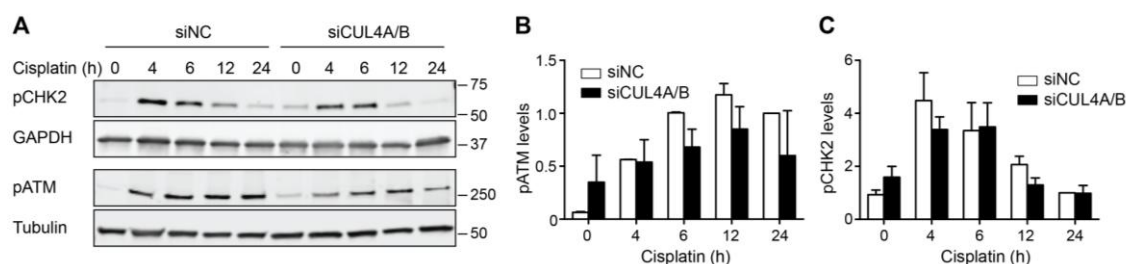 A
siNC siCUL4A/B
Cisplatin (h) 0 4 6 12 24 0 4 6 12 24
pCHK2
75
50
GAPDH
37
pATM
250
Tubulin
50
B
siNC
siCUL4A/B
pATM levels
1.5
1.0
0.5
0
0 4 6 12 24
Cisplatin (h)
C
siNC
siCUL4A/B
pCHK2 levels
6
4
2
0
0 4 6 12 24
Cisplatin (h)